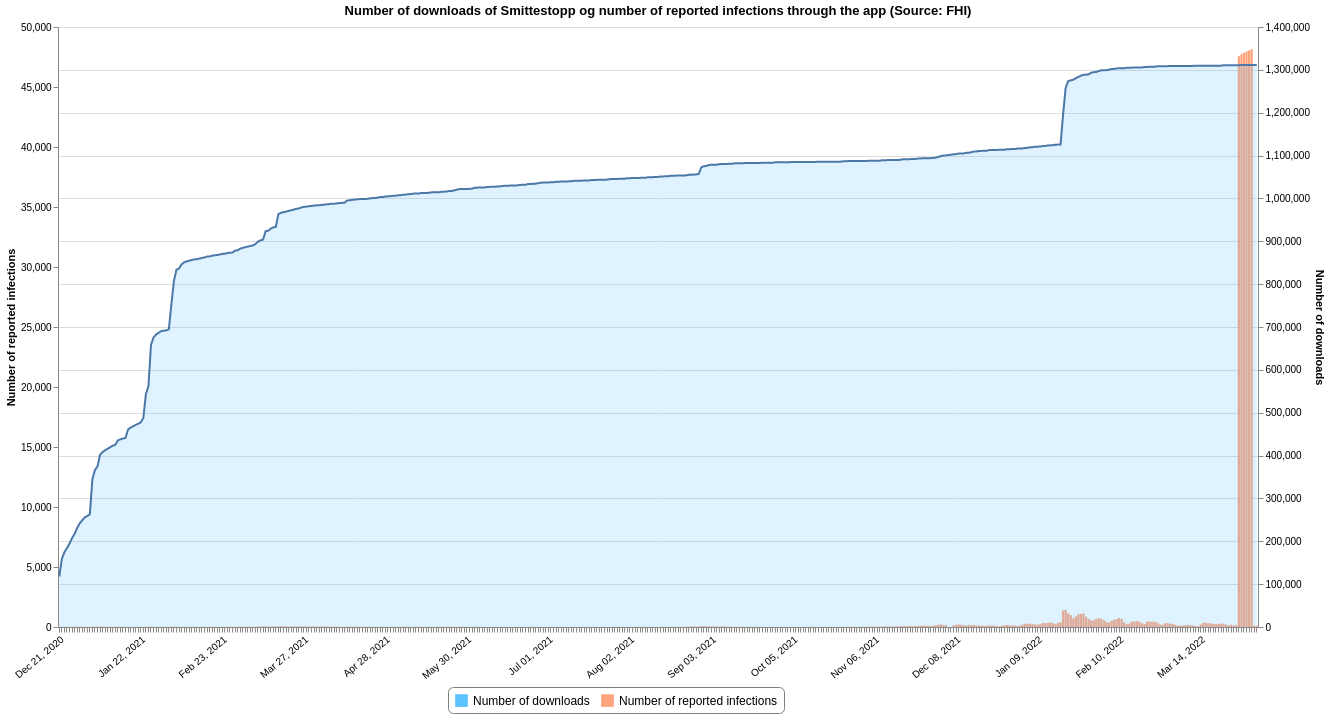 Number of downloads of Smittestopp og number of reported infections through the app (Source: FHI)
50,000
45,000
40,000
35,000
30,000
25,000
20,000
15,000
10,000
5,000
0
Number of reported infections
1,400,000
1,300,000
1,200,000
1,100,000
1,000,000
900,000
800,000
700,000
600,000
500,000
400,000
300,000
200,000
100,000
0
Number of downloads
Dec 21, 2020
Jan 22, 2021
Feb 23, 2021
Mar 27, 2021
Apr 28, 2021
May 30, 2021
Jul 01, 2021
Aug 02, 2021
Sep 03, 2021
Oct 05, 2021
Nov 06, 2021
Dec 08, 2021
Jan 09, 2022
Feb 10, 2022
Mar 14, 2022
Number of downloads
Number of reported infections